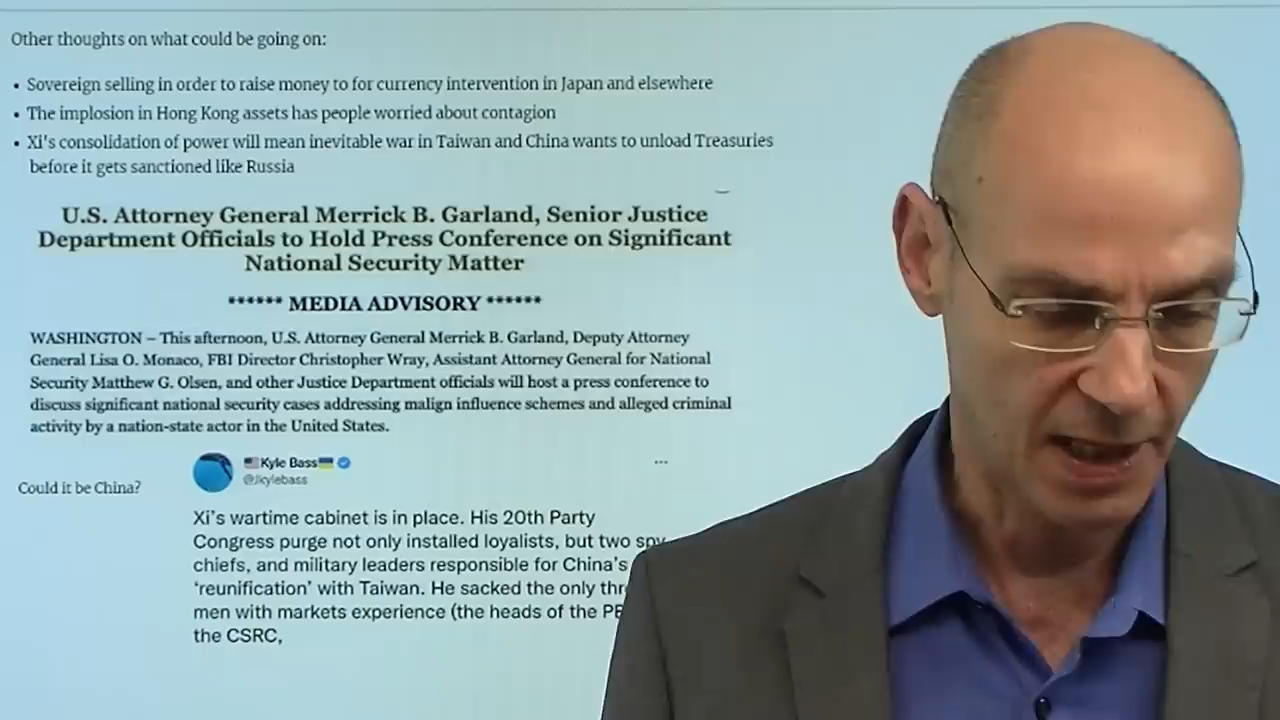 Other thoughts on what could be going on:
• Sovereign selling in order to raise money to for currency intervention in Japan and elsewhere
• The implosion in Hong Kong assets has people worried about contagion
• Xi's consolidation of power will mean inevitable war in Taiwan and China wants to unload Treasuries
before it gets sanctioned like Russia
U.S. Attorney General Merrick B. Garland, Senior Justice
Department Officials to Hold Press Conference on Significant
National Security Matter
****** MEDIA ADVISORY ******
WASHINGTON – This afternoon, U.S. Attorney General Merrick B. Garland, Deputy Attorney
General Lisa O. Monaco, FBI Director Christopher Wray, Assistant Attorney General for National
Security Matthew G. Olsen, and other Justice Department officials will host a press conference to
discuss significant national security cases addressing malign influence schemes and alleged criminal
activity by a nation-state actor in the United States.
Kyle Bass
@Jkylebass
Could it be China?
Xi's wartime cabinet is in place. His 20th Party
Congress purge not only installed loyalists, but two spy
chiefs, and military leaders responsible for China's
'reunification' with Taiwan. He sacked the only
men with markets experience (the heads of the
the CSRC,